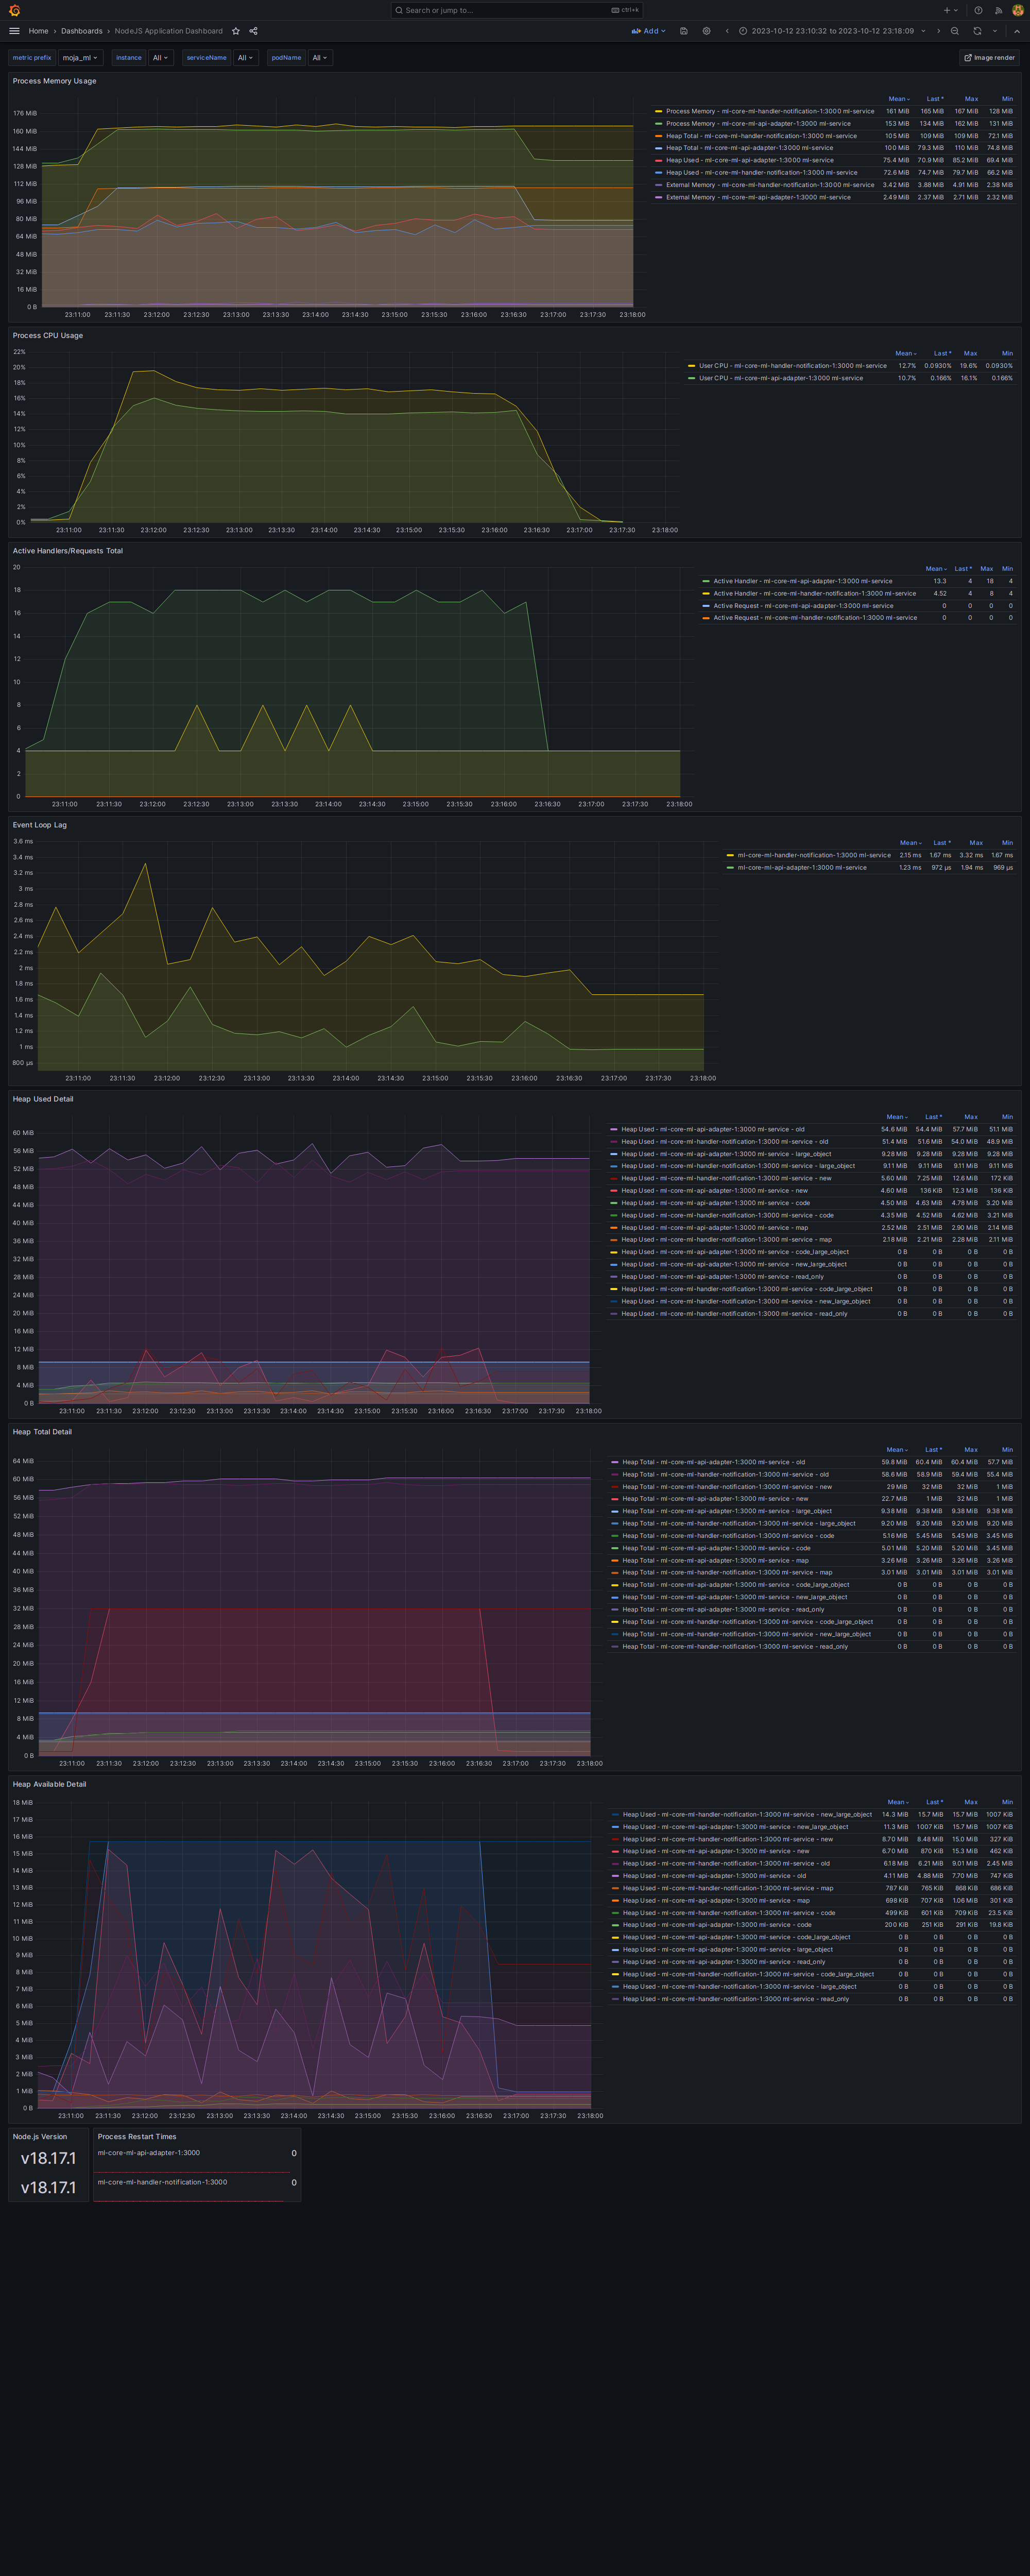 Search or jump to...
ctrl+k
Home › Dashboards › NodeJS Application Dashboard
Add
2023-10-12 23:10:32 to 2023-10-12 23:18:09
metric prefix moja_ml instance All serviceName All podName All
Image render
Process Memory Usage
176 MiB
160 MiB
144 MiB
128 MiB
112 MiB
96 MiB
80 MiB
64 MiB
48 MiB
32 MiB
16 MiB
0 B
23:11:00 23:11:30 23:12:00 23:12:30 23:13:00 23:13:30 23:14:00 23:14:30 23:15:00 23:15:30 23:16:00 23:16:30 23:17:00 23:17:30 23:18:00
Mean Last * Max Min
Process Memory - ml-core-ml-handler-notification-1:3000 ml-service 161 MiB 165 MiB 167 MiB 128 MiB
Process Memory - ml-core-ml-api-adapter-1:3000 ml-service 153 MiB 134 MiB 162 MiB 131 MiB
Heap Total - ml-core-ml-handler-notification-1:3000 ml-service 105 MiB 109 MiB 109 MiB 72.1 MiB
Heap Total - ml-core-ml-api-adapter-1:3000 ml-service 100 MiB 79.3 MiB 110 MiB 74.8 MiB
Heap Used - ml-core-ml-api-adapter-1:3000 ml-service 75.4 MiB 70.9 MiB 85.2 MiB 69.4 MiB
Heap Used - ml-core-ml-handler-notification-1:3000 ml-service 72.6 MiB 74.7 MiB 79.7 MiB 66.2 MiB
External Memory - ml-core-ml-handler-notification-1:3000 ml-service 3.42 MiB 3.88 MiB 4.91 MiB 2.38 MiB
External Memory - ml-core-ml-api-adapter-1:3000 ml-service 2.49 MiB 2.37 MiB 2.71 MiB 2.32 MiB
Process CPU Usage
22%
20%
18%
16%
14%
12%
10%
8%
6%
4%
2%
0%
23:11:00 23:11:30 23:12:00 23:12:30 23:13:00 23:13:30 23:14:00 23:14:30 23:15:00 23:15:30 23:16:00 23:16:30 23:17:00 23:17:30 23:18:00
Mean Last * Max Min
User CPU - ml-core-ml-handler-notification-1:3000 ml-service 12.7% 0.0930% 19.6% 0.0930%
User CPU - ml-core-ml-api-adapter-1:3000 ml-service 10.7% 0.166% 16.1% 0.166%
Active Handlers/Requests Total
20
18
16
14
12
10
8
6
4
2
0
23:11:00 23:11:30 23:12:00 23:12:30 23:13:00 23:13:30 23:14:00 23:14:30 23:15:00 23:15:30 23:16:00 23:16:30 23:17:00 23:17:30 23:18:00
Mean Last * Max Min
Active Handler - ml-core-ml-api-adapter-1:3000 ml-service 13.3 4 18 4
Active Handler - ml-core-ml-handler-notification-1:3000 ml-service 4.52 4 8 4
Active Request - ml-core-ml-api-adapter-1:3000 ml-service 0 0 0 0
Active Request - ml-core-ml-handler-notification-1:3000 ml-service 0 0 0 0
Event Loop Lag
3.6 ms
3.4 ms
3.2 ms
3 ms
2.8 ms
2.6 ms
2.4 ms
2.2 ms
2 ms
1.8 ms
1.6 ms
1.4 ms
1.2 ms
1 ms
800 µs
23:11:00 23:11:30 23:12:00 23:12:30 23:13:00 23:13:30 23:14:00 23:14:30 23:15:00 23:15:30 23:16:00 23:16:30 23:17:00 23:17:30 23:18:00
Mean Last * Max Min
ml-core-ml-handler-notification-1:3000 ml-service 2.15 ms 1.67 ms 3.32 ms 1.67 ms
ml-core-ml-api-adapter-1:3000 ml-service 1.23 ms 972 µs 1.94 ms 969 µs
Heap Used Detail
60 MiB
56 MiB
52 MiB
48 MiB
44 MiB
40 MiB
36 MiB
32 MiB
28 MiB
24 MiB
20 MiB
16 MiB
12 MiB
8 MiB
4 MiB
0 B
23:11:00 23:11:30 23:12:00 23:12:30 23:13:00 23:13:30 23:14:00 23:14:30 23:15:00 23:15:30 23:16:00 23:16:30 23:17:00 23:17:30 23:18:00
Mean Last * Max Min
Heap Used - ml-core-ml-api-adapter-1:3000 ml-service - old 54.6 MiB 54.4 MiB 57.7 MiB 51.1 MiB
Heap Used - ml-core-ml-handler-notification-1:3000 ml-service - old 51.4 MiB 51.6 MiB 54.0 MiB 48.9 MiB
Heap Used - ml-core-ml-api-adapter-1:3000 ml-service - large_object 9.28 MiB 9.28 MiB 9.28 MiB 9.28 MiB
Heap Used - ml-core-ml-handler-notification-1:3000 ml-service - large_object 9.11 MiB 9.11 MiB 9.11 MiB 9.11 MiB
Heap Used - ml-core-ml-handler-notification-1:3000 ml-service - new 5.60 MiB 7.25 MiB 12.6 MiB 172 KiB
Heap Used - ml-core-ml-api-adapter-1:3000 ml-service - new 4.60 MiB 136 KiB 12.3 MiB 136 KiB
Heap Used - ml-core-ml-api-adapter-1:3000 ml-service - code 4.50 MiB 4.63 MiB 4.78 MiB 3.20 MiB
Heap Used - ml-core-ml-handler-notification-1:3000 ml-service - code 4.35 MiB 4.52 MiB 4.62 MiB 3.21 MiB
Heap Used - ml-core-ml-api-adapter-1:3000 ml-service - map 2.52 MiB 2.51 MiB 2.90 MiB 2.14 MiB
Heap Used - ml-core-ml-handler-notification-1:3000 ml-service - map 2.18 MiB 2.21 MiB 2.28 MiB 2.11 MiB
Heap Used - ml-core-ml-api-adapter-1:3000 ml-service - code_large_object 0 B 0 B 0 B 0 B
Heap Used - ml-core-ml-api-adapter-1:3000 ml-service - new_large_object 0 B 0 B 0 B 0 B
Heap Used - ml-core-ml-api-adapter-1:3000 ml-service - read_only 0 B 0 B 0 B 0 B
Heap Used - ml-core-ml-handler-notification-1:3000 ml-service - code_large_object 0 B 0 B 0 B 0 B
Heap Used - ml-core-ml-handler-notification-1:3000 ml-service - new_large_object 0 B 0 B 0 B 0 B
Heap Used - ml-core-ml-handler-notification-1:3000 ml-service - read_only 0 B 0 B 0 B 0 B
Heap Total Detail
64 MiB
60 MiB
56 MiB
52 MiB
48 MiB
44 MiB
40 MiB
36 MiB
32 MiB
28 MiB
24 MiB
20 MiB
16 MiB
12 MiB
8 MiB
4 MiB
0 B
23:11:00 23:11:30 23:12:00 23:12:30 23:13:00 23:13:30 23:14:00 23:14:30 23:15:00 23:15:30 23:16:00 23:16:30 23:17:00 23:17:30 23:18:00
Mean Last * Max Min
Heap Total - ml-core-ml-api-adapter-1:3000 ml-service - old 59.8 MiB 60.4 MiB 60.4 MiB 57.7 MiB
Heap Total - ml-core-ml-handler-notification-1:3000 ml-service - old 58.6 MiB 58.9 MiB 59.4 MiB 55.4 MiB
Heap Total - ml-core-ml-handler-notification-1:3000 ml-service - new 29 MiB 32 MiB 32 MiB 1 MiB
Heap Total - ml-core-ml-api-adapter-1:3000 ml-service - new 22.7 MiB 1 MiB 32 MiB 1 MiB
Heap Total - ml-core-ml-api-adapter-1:3000 ml-service - large_object 9.38 MiB 9.38 MiB 9.38 MiB 9.38 MiB
Heap Total - ml-core-ml-handler-notification-1:3000 ml-service - large_object 9.20 MiB 9.20 MiB 9.20 MiB 9.20 MiB
Heap Total - ml-core-ml-handler-notification-1:3000 ml-service - code 5.16 MiB 5.45 MiB 5.45 MiB 3.45 MiB
Heap Total - ml-core-ml-api-adapter-1:3000 ml-service - code 5.01 MiB 5.20 MiB 5.20 MiB 3.45 MiB
Heap Total - ml-core-ml-api-adapter-1:3000 ml-service - map 3.26 MiB 3.26 MiB 3.26 MiB 3.26 MiB
Heap Total - ml-core-ml-handler-notification-1:3000 ml-service - map 3.01 MiB 3.01 MiB 3.01 MiB 3.01 MiB
Heap Total - ml-core-ml-api-adapter-1:3000 ml-service - code_large_object 0 B 0 B 0 B 0 B
Heap Total - ml-core-ml-api-adapter-1:3000 ml-service - new_large_object 0 B 0 B 0 B 0 B
Heap Total - ml-core-ml-api-adapter-1:3000 ml-service - read_only 0 B 0 B 0 B 0 B
Heap Total - ml-core-ml-handler-notification-1:3000 ml-service - code_large_object 0 B 0 B 0 B 0 B
Heap Total - ml-core-ml-handler-notification-1:3000 ml-service - new_large_object 0 B 0 B 0 B 0 B
Heap Total - ml-core-ml-handler-notification-1:3000 ml-service - read_only 0 B 0 B 0 B 0 B
Heap Available Detail
18 MiB
17 MiB
16 MiB
15 MiB
14 MiB
13 MiB
12 MiB
11 MiB
10 MiB
9 MiB
8 MiB
7 MiB
6 MiB
5 MiB
4 MiB
3 MiB
2 MiB
1 MiB
0 B
23:11:00 23:11:30 23:12:00 23:12:30 23:13:00 23:13:30 23:14:00 23:14:30 23:15:00 23:15:30 23:16:00 23:16:30 23:17:00 23:17:30 23:18:00
Mean Last * Max Min
Heap Used - ml-core-ml-handler-notification-1:3000 ml-service - new_large_object 14.3 MiB 15.7 MiB 15.7 MiB 1007 KiB
Heap Used - ml-core-ml-api-adapter-1:3000 ml-service - new_large_object 11.3 MiB 1007 KiB 15.7 MiB 1007 KiB
Heap Used - ml-core-ml-handler-notification-1:3000 ml-service - new 8.70 MiB 8.48 MiB 15.0 MiB 327 KiB
Heap Used - ml-core-ml-api-adapter-1:3000 ml-service - new 6.70 MiB 870 KiB 15.3 MiB 462 KiB
Heap Used - ml-core-ml-handler-notification-1:3000 ml-service - old 6.18 MiB 6.21 MiB 9.01 MiB 2.45 MiB
Heap Used - ml-core-ml-api-adapter-1:3000 ml-service - old 4.11 MiB 4.88 MiB 7.70 MiB 747 KiB
Heap Used - ml-core-ml-handler-notification-1:3000 ml-service - map 787 KiB 765 KiB 868 KiB 686 KiB
Heap Used - ml-core-ml-api-adapter-1:3000 ml-service - map 698 KiB 707 KiB 1.06 MiB 301 KiB
Heap Used - ml-core-ml-handler-notification-1:3000 ml-service - code 499 KiB 601 KiB 709 KiB 23.5 KiB
Heap Used - ml-core-ml-api-adapter-1:3000 ml-service - code 200 KiB 251 KiB 291 KiB 19.8 KiB
Heap Used - ml-core-ml-api-adapter-1:3000 ml-service - code_large_object 0 B 0 B 0 B 0 B
Heap Used - ml-core-ml-api-adapter-1:3000 ml-service - large_object 0 B 0 B 0 B 0 B
Heap Used - ml-core-ml-api-adapter-1:3000 ml-service - read_only 0 B 0 B 0 B 0 B
Heap Used - ml-core-ml-handler-notification-1:3000 ml-service - code_large_object 0 B 0 B 0 B 0 B
Heap Used - ml-core-ml-handler-notification-1:3000 ml-service - large_object 0 B 0 B 0 B 0 B
Heap Used - ml-core-ml-handler-notification-1:3000 ml-service - read_only 0 B 0 B 0 B 0 B
Node.js Version
v18.17.1
v18.17.1
Process Restart Times
ml-core-ml-api-adapter-1:3000 0
ml-core-ml-handler-notification-1:3000 0